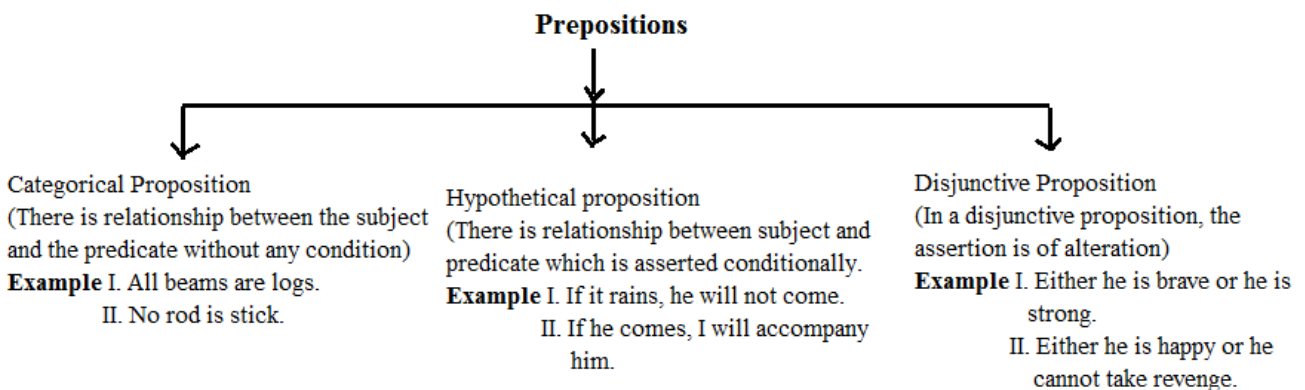 Prepositions
Categorical Proposition
(There is relationship between the subject
and the predicate without any condition)
Example I. All beams are logs.
II. No rod is stick.
Hypothetical proposition
(There is relationship between subject and
predicate which is asserted conditionally.
Example I. If it rains, he will not come.
II. If he comes, I will accompany
him.
Disjunctive Proposition
(In a disjunctive proposition, the
assertion is of alteration)
Example I. Either he is brave or he is
strong.
II. Either he is happy or he
cannot take revenge.